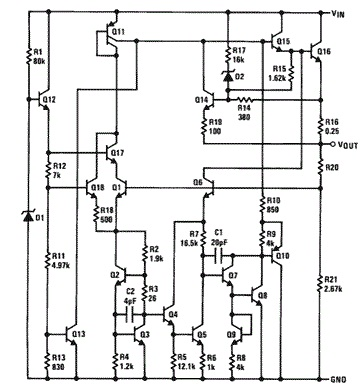 VIN
Q11
R1
80k
Q15
R17
16k
Q16
D2
R15
1.62k
Q12
Q14
R14
380
R19
100
R16
0.25
VOUT
R12
7k
Q17
R20
Q18
Q1
Q6
R18
500
R10
850
R7
16.5k
C1
20pF
R9
4k
Q10
R2
1.9k
R11
4.97k
D1
Q2
Q7
R21
2.67k
R3
26
C2
4pF
Q4
Q8
Q13
Q3
Q5
Q9
R13
830
R4
1.2k
R5
12.1k
R6
1k
R8
4k
GND